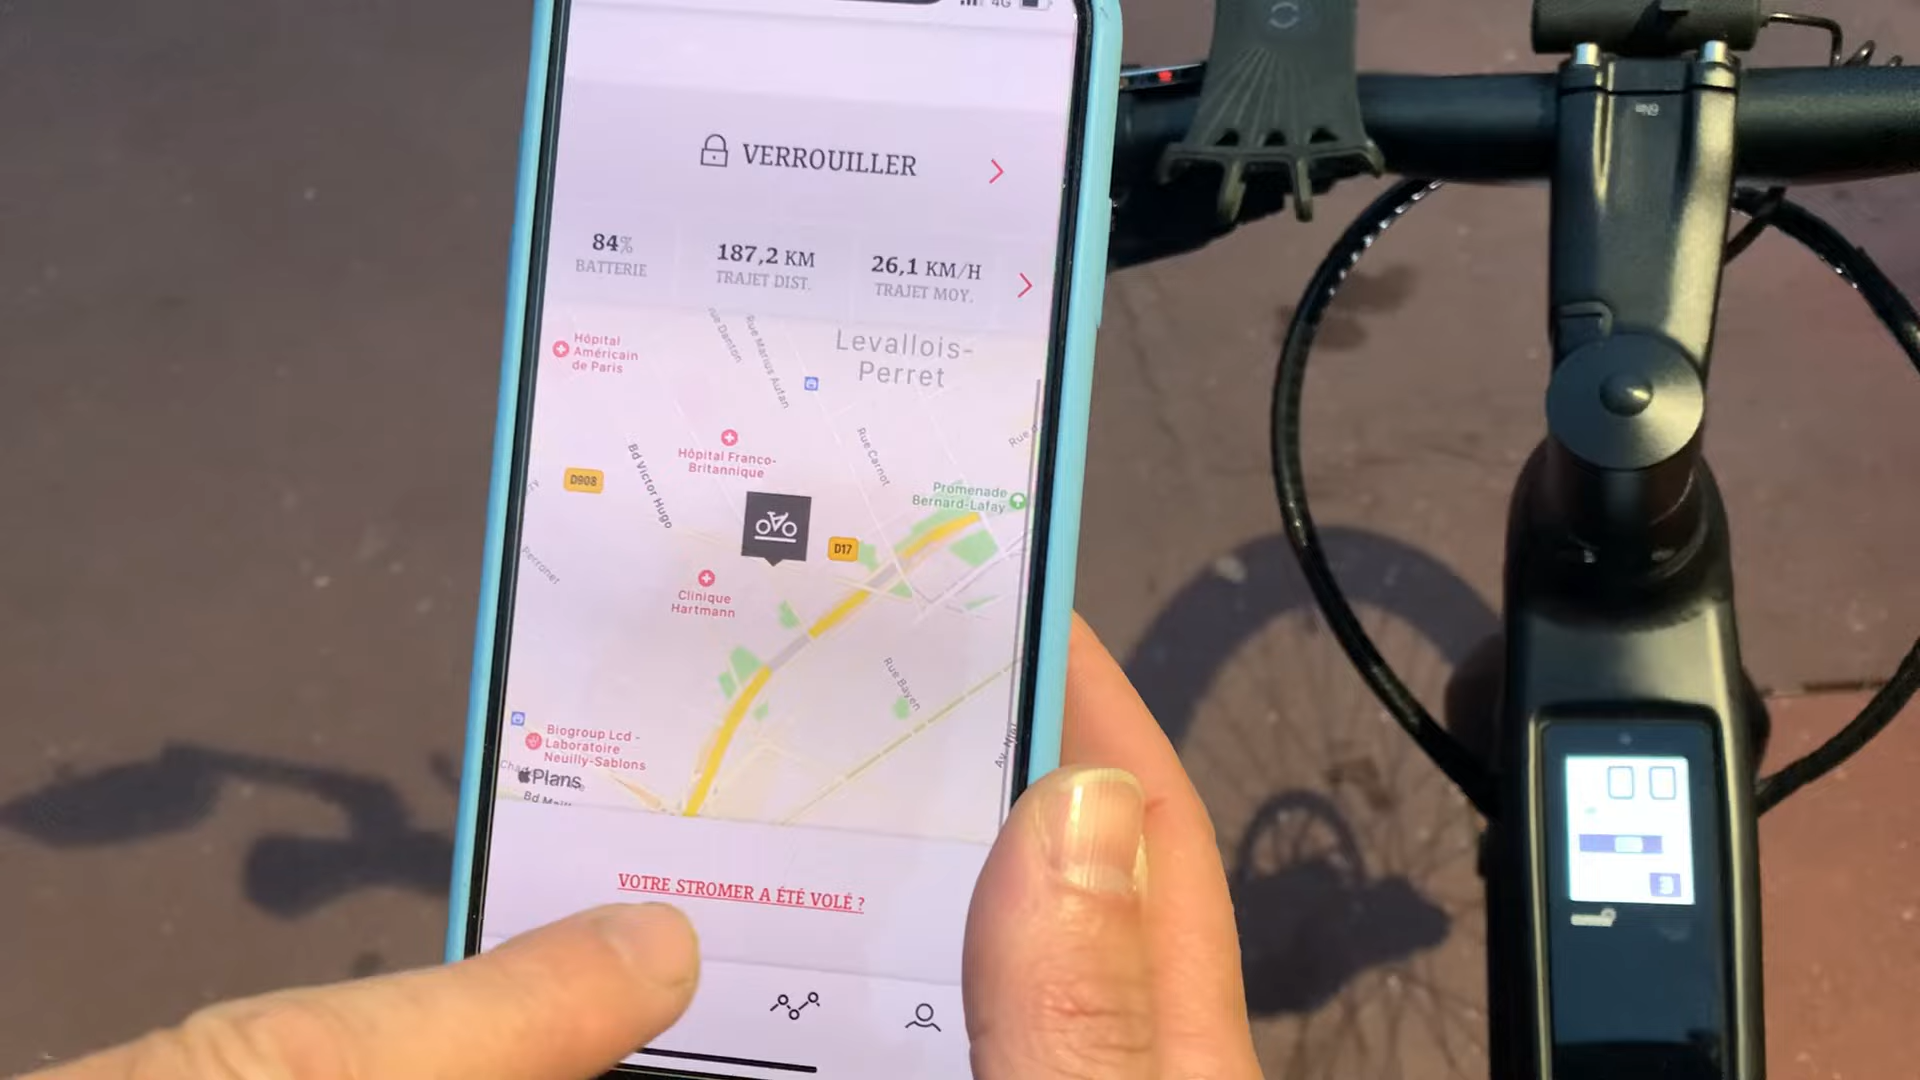 4G
VERROUILLER
84%
BATTERIE
187,2 KM
TRAJET DIST.
26,1 KM/H
TRAJET MOY.
Hôpital
Américain
de Paris
Rue Marius Aufan
Levallois-
Perret
Bd Victor Hugo
Hôpital Franco-
Britannique
Rue Carnot
D908
Promenade
Bernard-Lafay
D17
Perronet
Clinique
Hartmann
Rue Bayen
Biogroup Lcd -
Laboratoire
Neuilly-Sablons
Plans
VOTRE STROMER A ÉTÉ VOLÉ ?